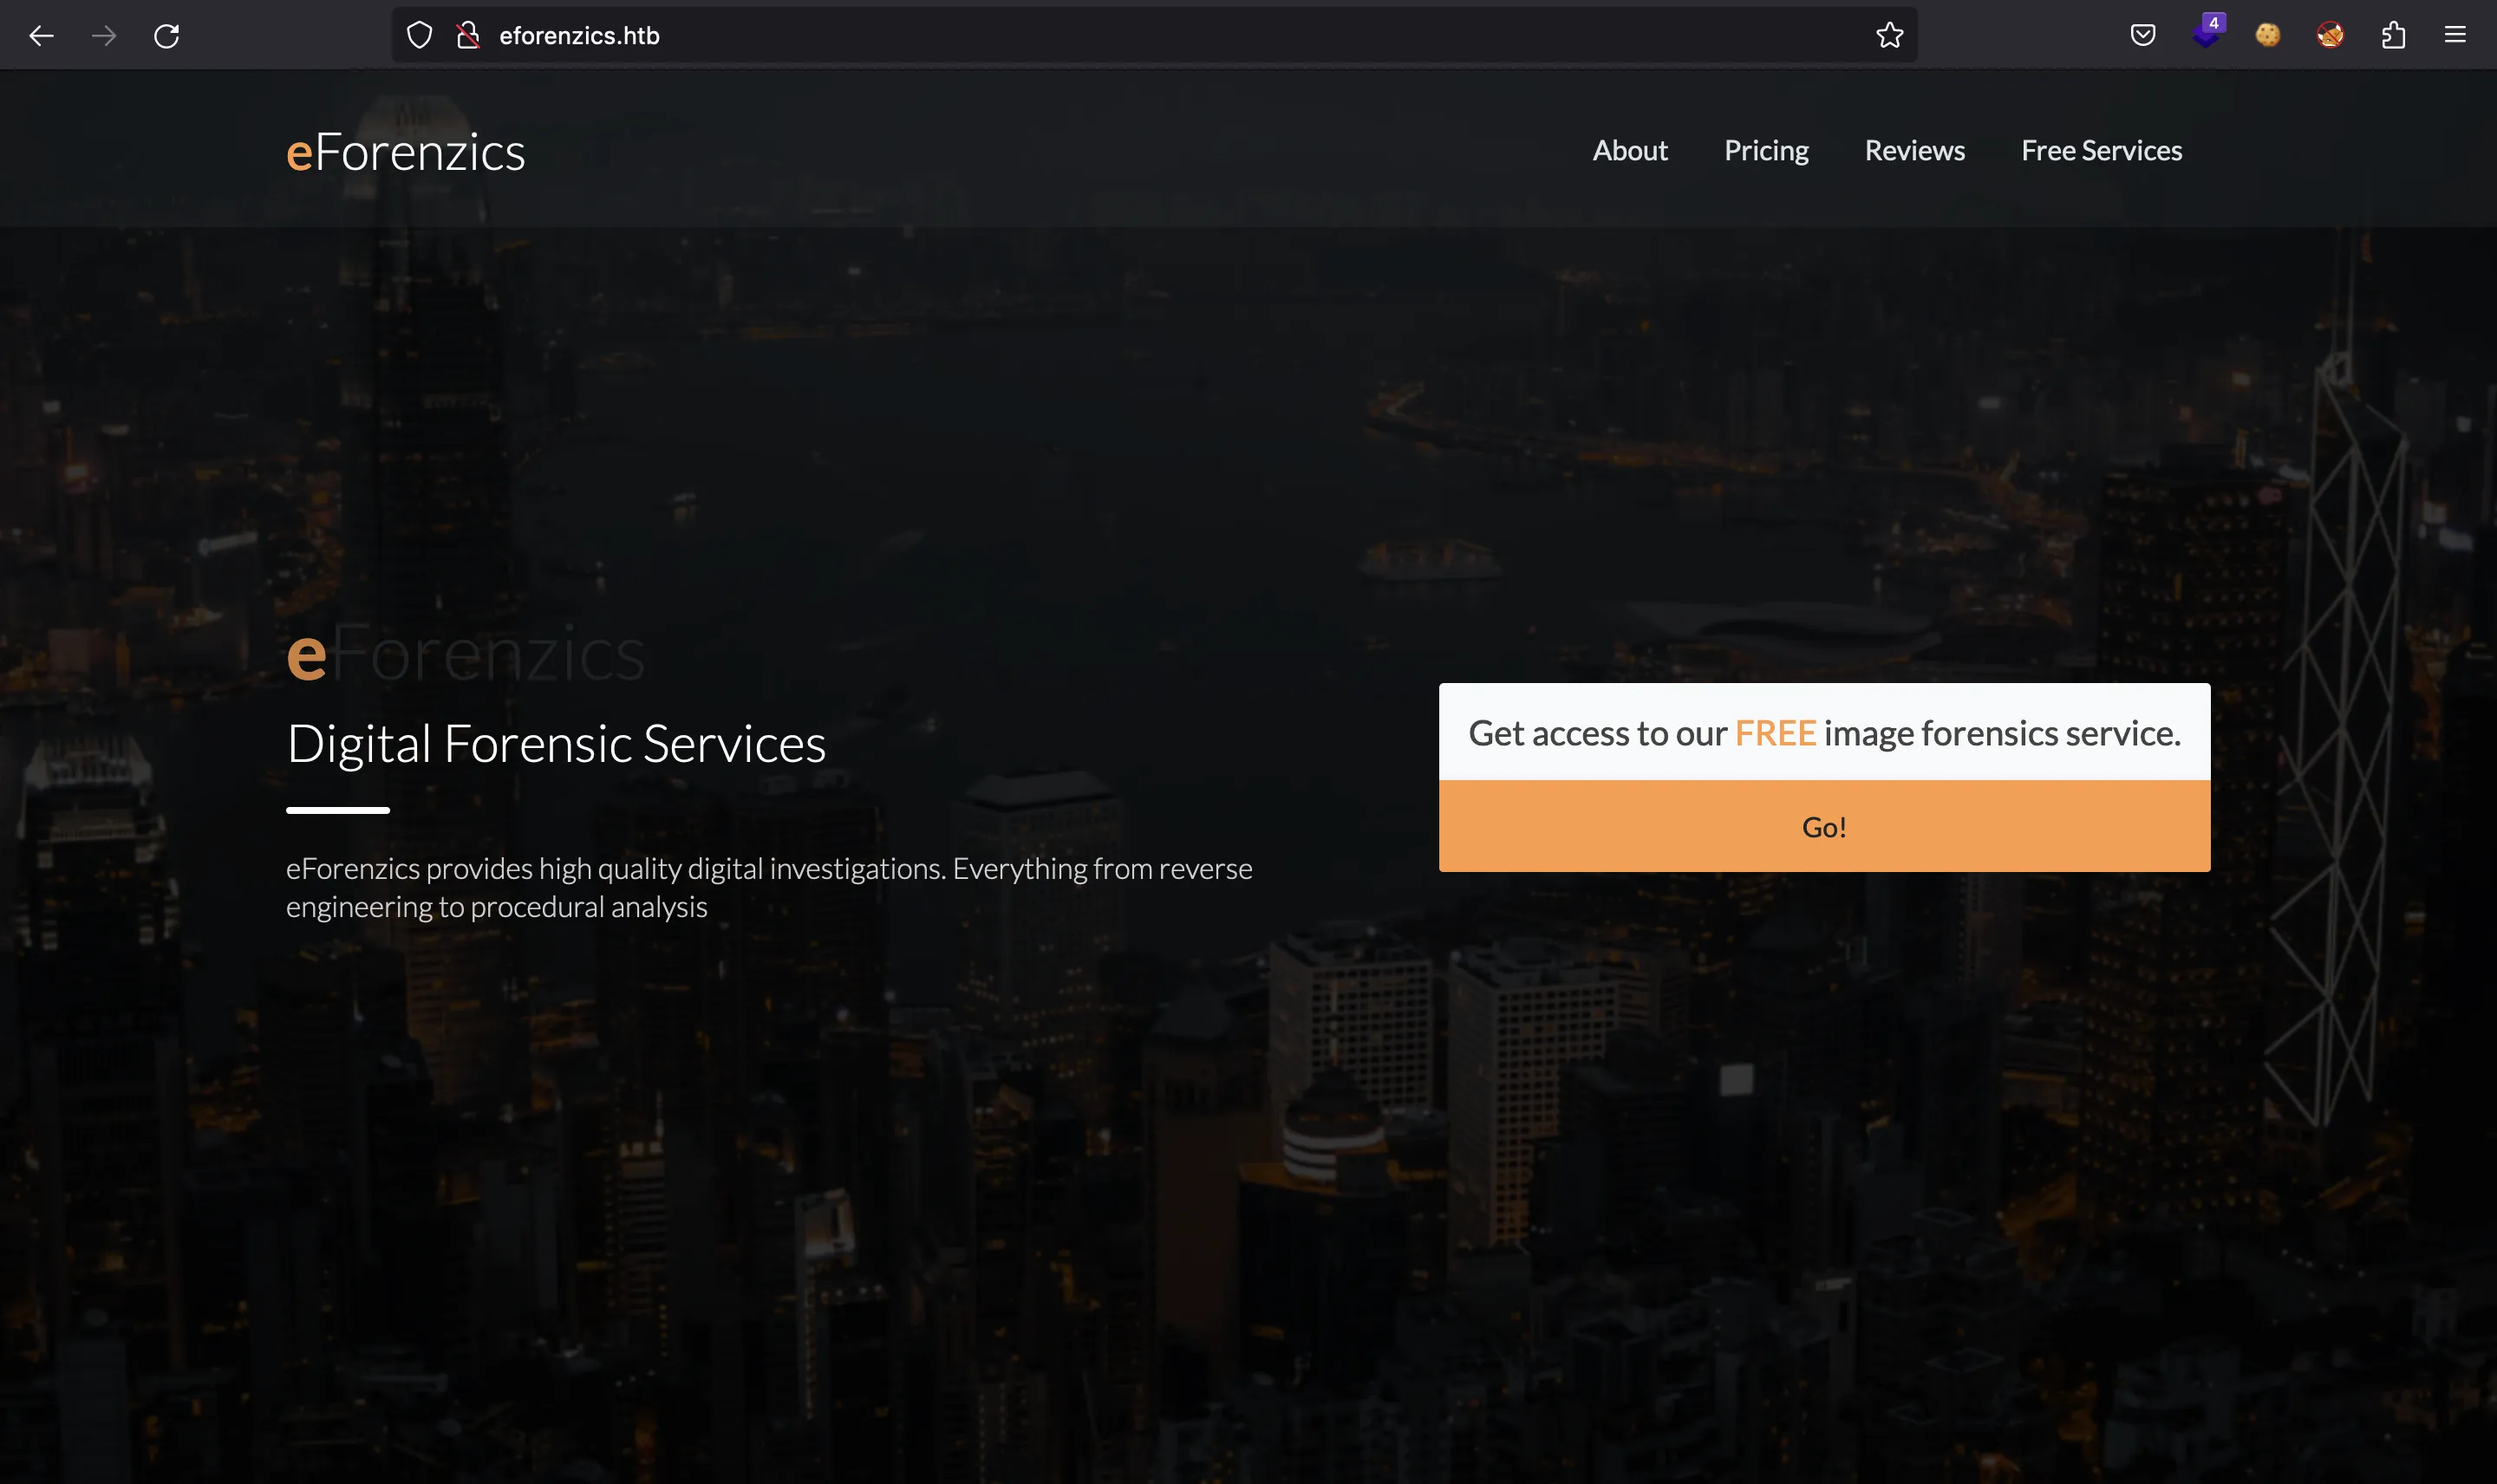 4
eforenzics.htb
eForenzics
About Pricing Reviews Free Services
eForenzics
Digital Forensic Services
eForenzics provides high quality digital investigations. Everything from reverse
engineering to procedural analysis
Get access to our FREE image forensics service.
Go!